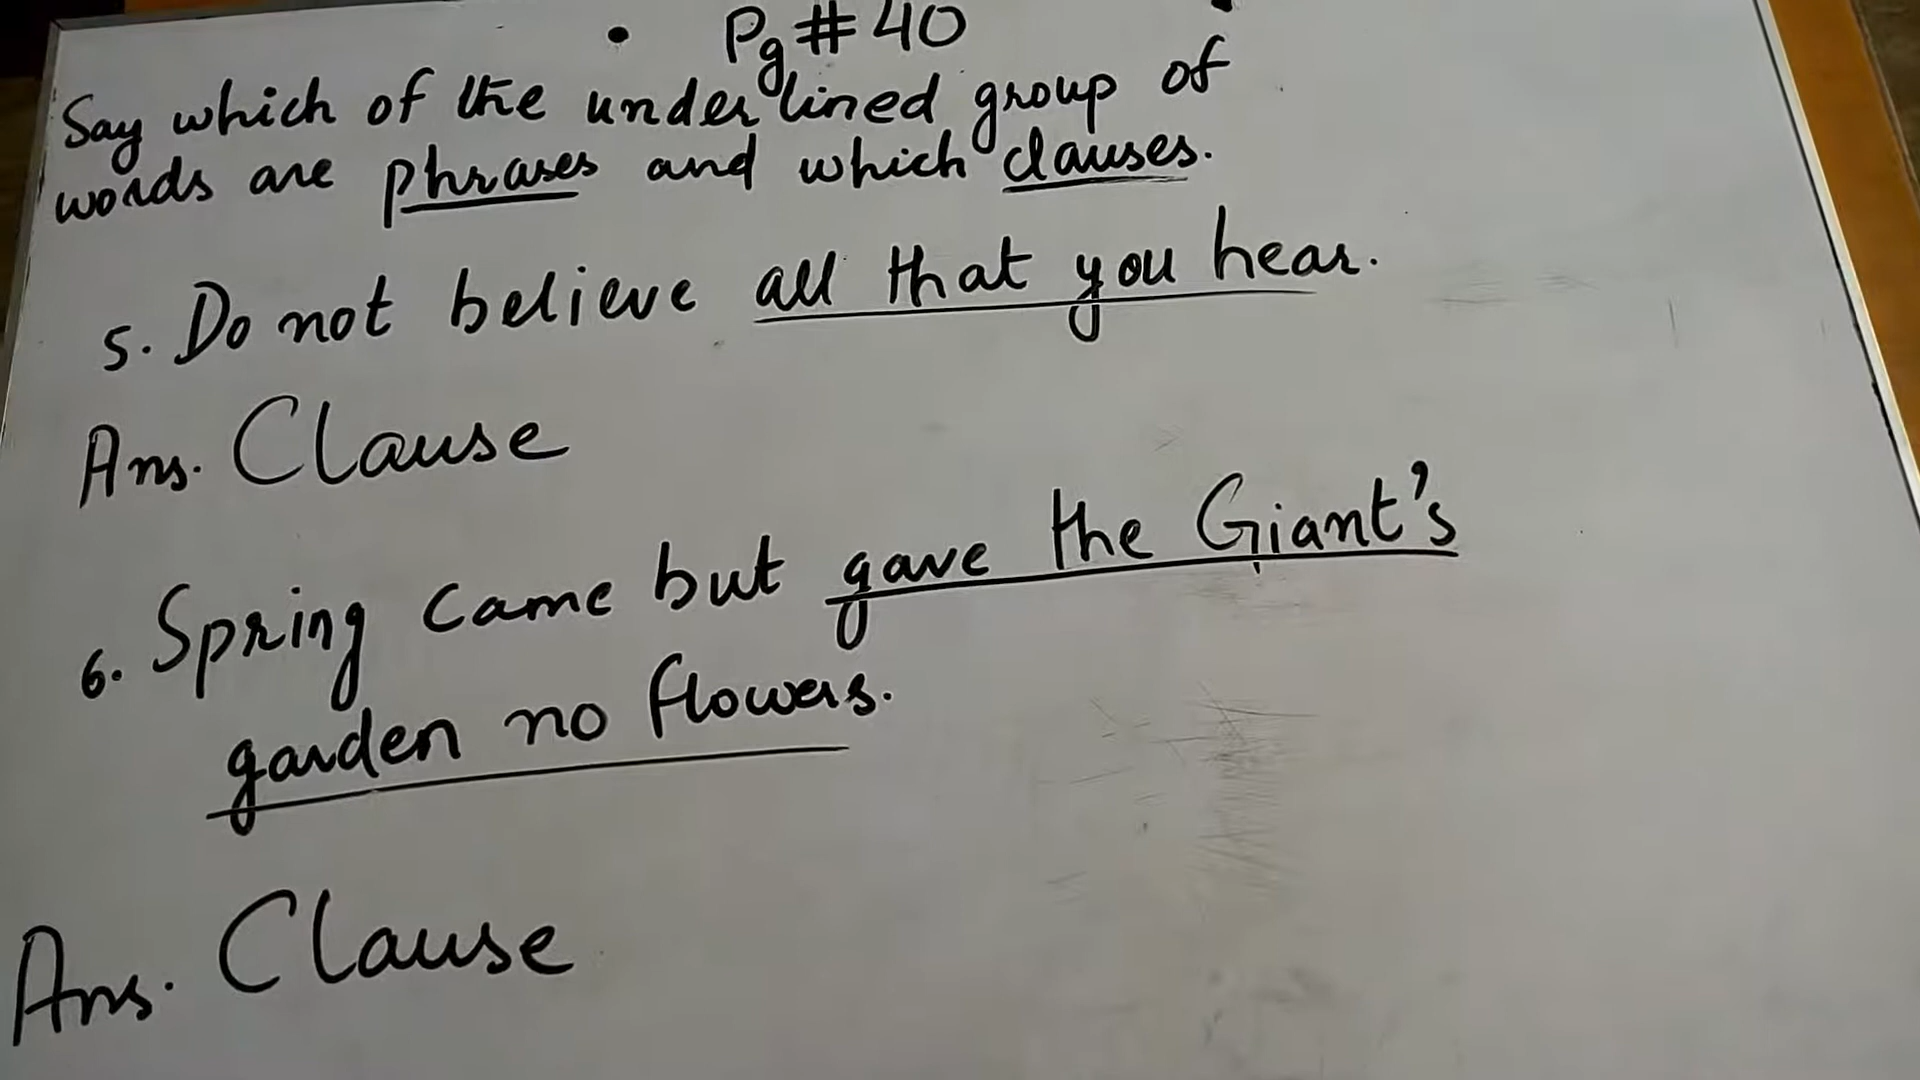 Pg # 40
Say which of the underlined group of
words are phrases and which clauses.
5. Do not believe all that you hear.
Ans. Clause
6. Spring came but gave the Giant's
garden no flowers.
Ans. Clause